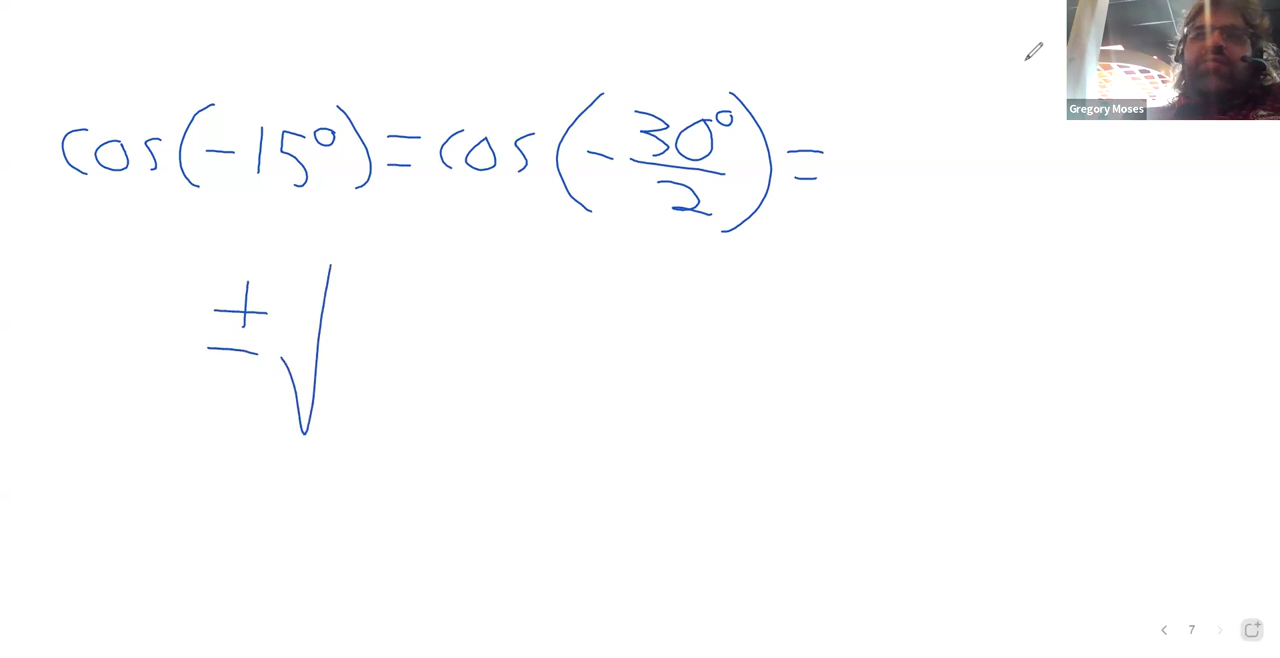 Gregory Moses
cos(-15°) = cos(-30°/2) =
± √
7